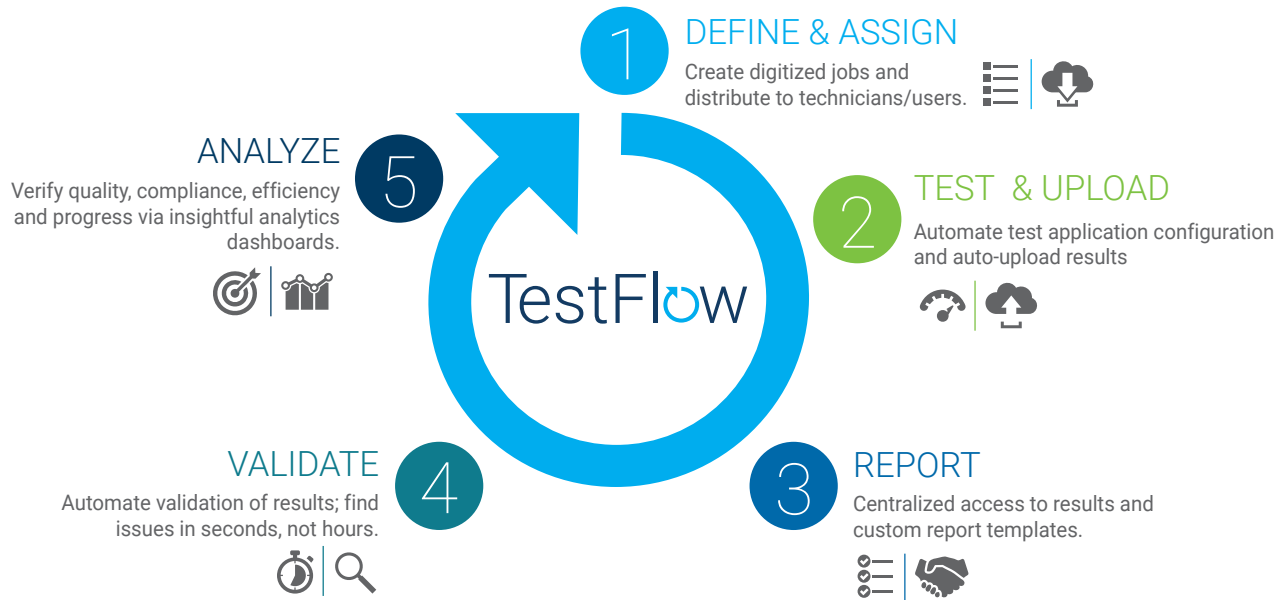 1
DEFINE & ASSIGN
Create digitized jobs and
distribute to technicians/users.
2
TEST & UPLOAD
Automate test application configuration
and auto-upload results
3
REPORT
Centralized access to results and
custom report templates.
4
VALIDATE
Automate validation of results; find
issues in seconds, not hours.
5
ANALYZE
Verify quality, compliance, efficiency
and progress via insightful analytics
dashboards.
TestFlow